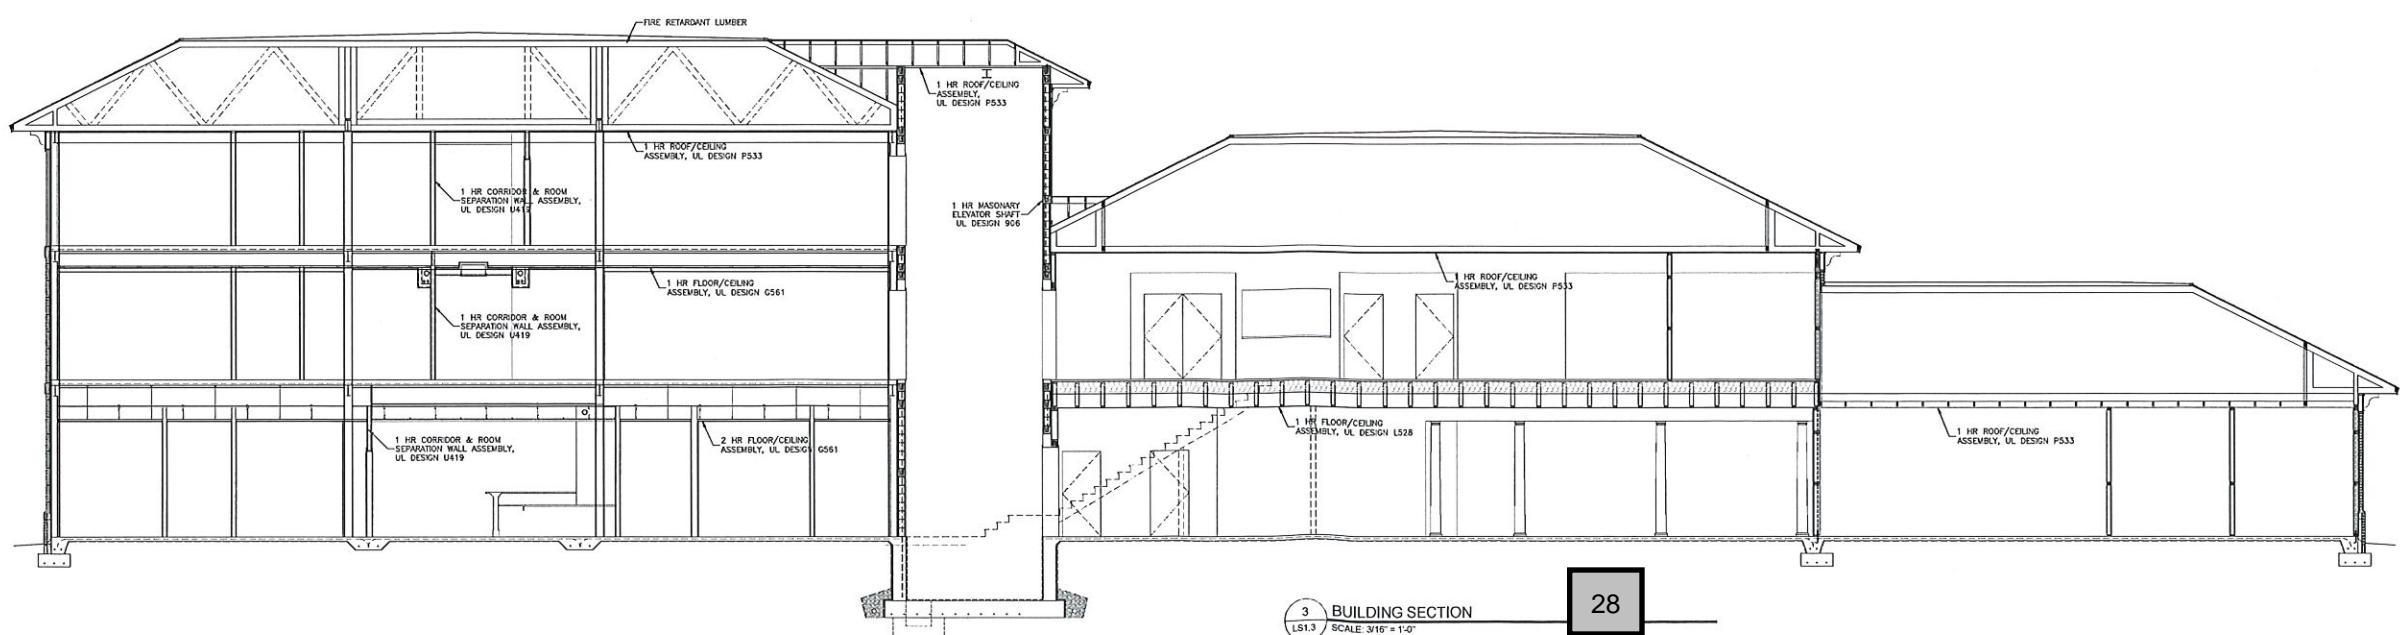 FIRE RETARDANT LUMBER
1 HR ROOF/CEILING
ASSEMBLY,
UL DESIGN P533
1 HR ROOF/CEILING
ASSEMBLY, UL DESIGN P533
1 HR CORRIDOR & ROOM
SEPARATION WALL ASSEMBLY,
UL DESIGN U419
1 HR MASONARY
ELEVATOR SHAFT
UL DESIGN 906
1 HR FLOOR/CEILING
ASSEMBLY, UL DESIGN G561
1 HR ROOF/CEILING
ASSEMBLY, UL DESIGN P533
1 HR CORRIDOR & ROOM
SEPARATION WALL ASSEMBLY,
UL DESIGN U419
1 HR CORRIDOR & ROOM
SEPARATION WALL ASSEMBLY,
UL DESIGN U419
2 HR FLOOR/CEILING
ASSEMBLY, UL DESIGN G561
1 HR FLOOR/CEILING
ASSEMBLY, UL DESIGN L528
1 HR ROOF/CEILING
ASSEMBLY, UL DESIGN P533
3
LS1.3
BUILDING SECTION
SCALE: 3/16" = 1'-0"
28